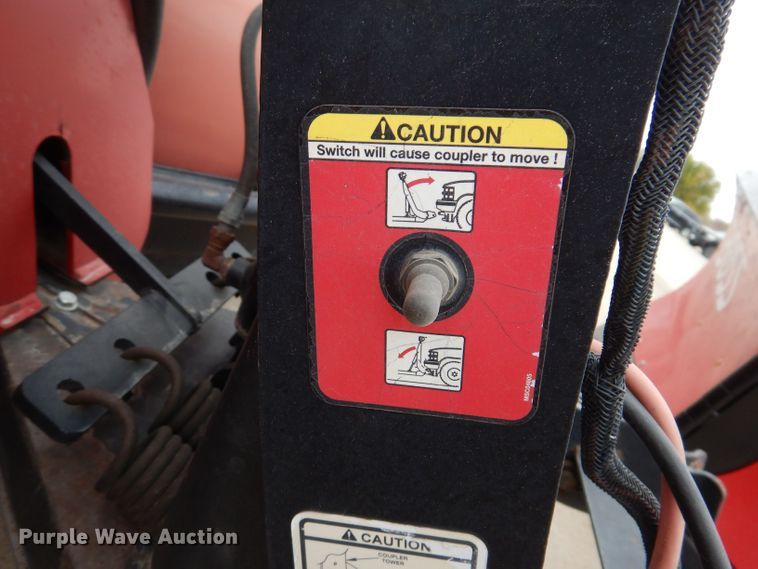 CAUTION
Switch will cause coupler to move !
CAUTION
COUPLER
TOWER
Purple Wave Auction